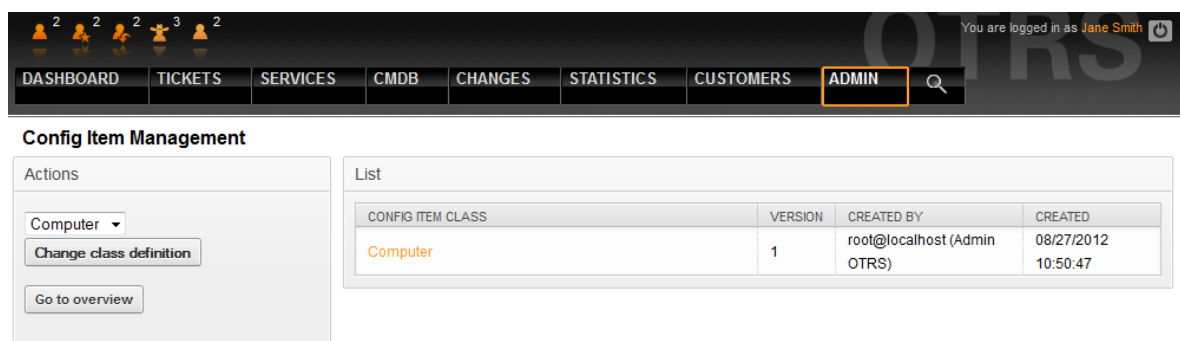 2 2 2 3 2
You are logged in as Jane Smith
OTRS
DASHBOARD TICKETS SERVICES CMDB CHANGES STATISTICS CUSTOMERS ADMIN
Config Item Management
Actions
Computer
Change class definition
Go to overview
List
CONFIG ITEM CLASS VERSION CREATED BY CREATED
Computer 1 root@localhost (Admin 08/27/2012
OTRS) 10:50:47